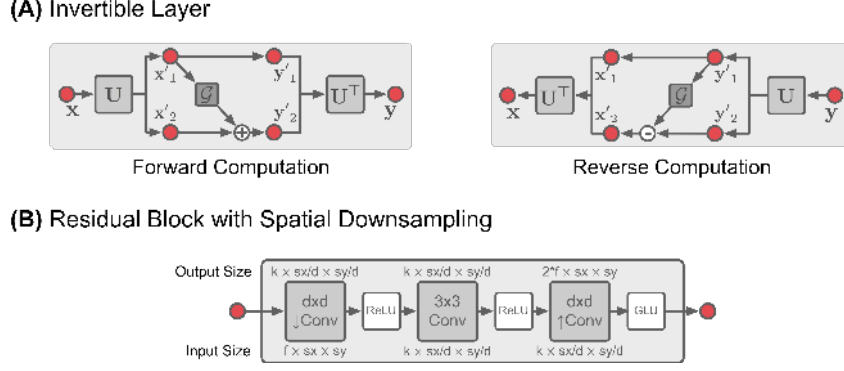 (A) Invertible Layer
x U x'₁ 𝒢 x'₂ y'₁ y'₂ U⊤ y
x U⊤ x'₁ x'₂ 𝒢 y'₁ y'₂ U y
Forward Computation
Reverse Computation
(B) Residual Block with Spatial Downsampling
Output Size k × sx/d × sy/d k × sx/d × sy/d 2*f × sx × sy
dxd ↓Conv ReLU 3x3 Conv ReLU dxd ↑Conv GLU
Input Size f × sx × sy k × sx/d × sy/d k × sx/d × sy/d